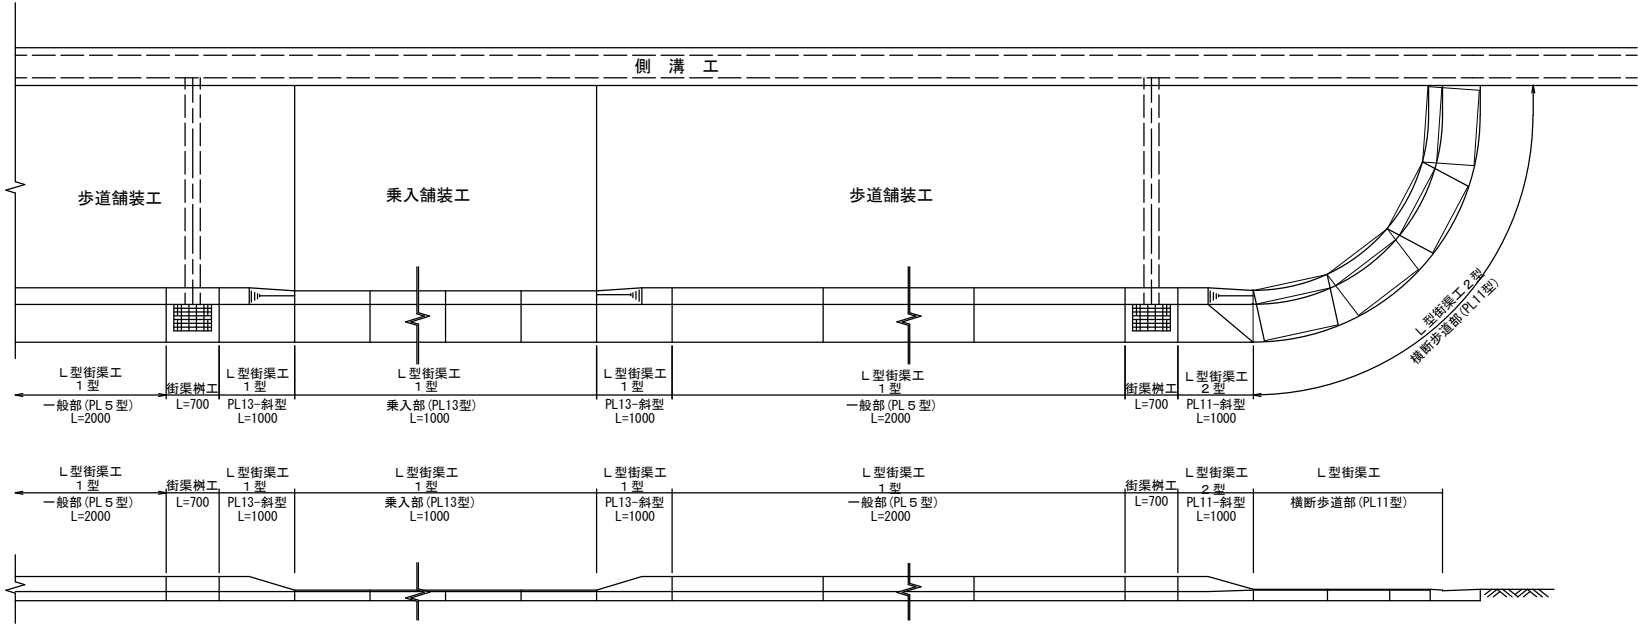 側 溝 工
歩道舗装工
乗入舗装工
歩道舗装工
L型街渠工2型
横断歩道部(PL11型)
L型街渠工
1型
一般部(PL5型)
L=2000
街渠桝工
L=700
L型街渠工
1型
PL13-斜型
L=1000
L型街渠工
1型
乗入部(PL13型)
L=1000
L型街渠工
1型
PL13-斜型
L=1000
L型街渠工
1型
一般部(PL5型)
L=2000
街渠桝工
L=700
L型街渠工
2型
PL11-斜型
L=1000
L型街渠工
1型
一般部(PL5型)
L=2000
街渠桝工
L=700
L型街渠工
1型
PL13-斜型
L=1000
L型街渠工
1型
乗入部(PL13型)
L=1000
L型街渠工
1型
PL13-斜型
L=1000
L型街渠工
1型
一般部(PL5型)
L=2000
街渠桝工
L=700
L型街渠工
2型
PL11-斜型
L=1000
L型街渠工
横断歩道部(PL11型)